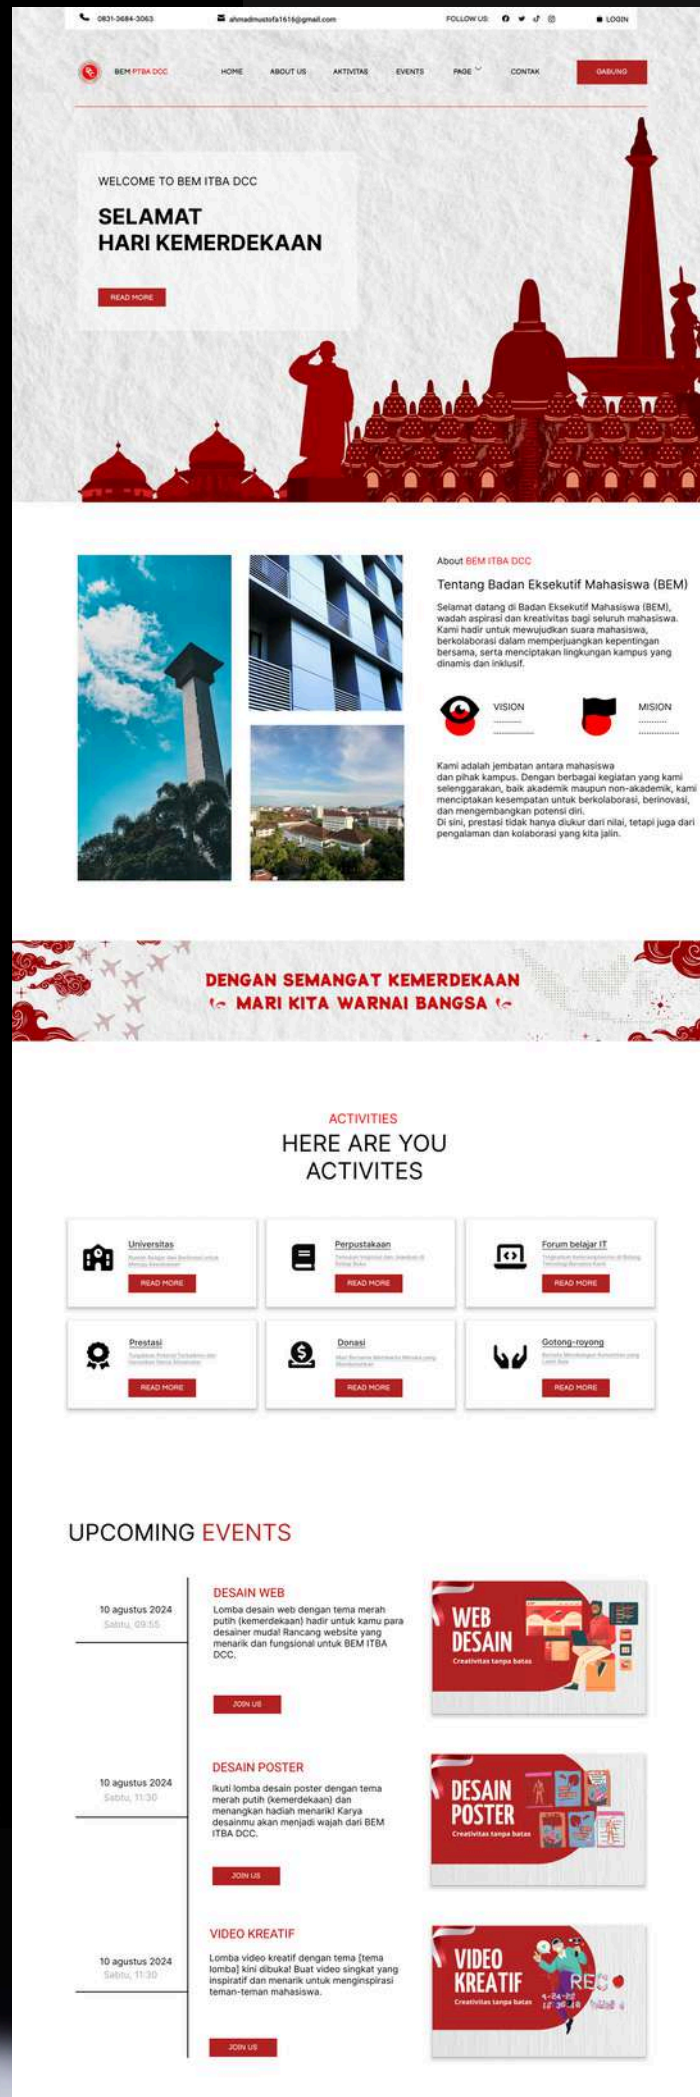 0831-3684-3063
ahmadmustofa1616@gmail.com
FOLLOW US:
LOGIN
BEM PTBA DCC
HOME
ABOUT US
AKTIVITAS
EVENTS
PAGE
CONTAK
GABUNG
WELCOME TO BEM ITBA DCC
SELAMAT
HARI KEMERDEKAAN
READ MORE
About BEM ITBA DCC
Tentang Badan Eksekutif Mahasiswa (BEM)
Selamat datang di Badan Eksekutif Mahasiswa (BEM),
wadah aspirasi dan kreativitas bagi seluruh mahasiswa.
Kami hadir untuk mewujudkan suara mahasiswa,
berkolaborasi dalam memperjuangkan kepentingan
bersama, serta menciptakan lingkungan kampus yang
dinamis dan inklusif.
VISION
MISION
Kami adalah jembatan antara mahasiswa
dan pihak kampus. Dengan berbagai kegiatan yang kami
selenggarakan, baik akademik maupun non-akademik, kami
menciptakan kesempatan untuk berkolaborasi, berinovasi,
dan mengembangkan potensi diri.
Di sini, prestasi tidak hanya diukur dari nilai, tetapi juga dari
pengalaman dan kolaborasi yang kita jalin.
DENGAN SEMANGAT KEMERDEKAAN
MARI KITA WARNAI BANGSA
ACTIVITIES
HERE ARE YOU
ACTIVITES
Universitas
READ MORE
Perpustakaan
READ MORE
Forum belajar IT
READ MORE
Prestasi
READ MORE
Donasi
READ MORE
Gotong-royong
READ MORE
UPCOMING EVENTS
10 agustus 2024
Sabtu, 09:55
DESAIN WEB
Lomba desain web dengan tema merah
putih (kemerdekaan) hadir untuk kamu para
desainer muda! Rancang website yang
menarik dan fungsional untuk BEM ITBA
DCC.
JOIN US
WEB
DESAIN
Creativitas tanpa batas
10 agustus 2024
Sabtu, 11:30
DESAIN POSTER
Ikuti lomba desain poster dengan tema
merah putih (kemerdekaan) dan
menangkan hadiah menarik! Karya
desainmu akan menjadi wajah dari BEM
ITBA DCC.
JOIN US
DESAIN
POSTER
Creativitas tanpa batas
10 agustus 2024
Sabtu, 11:30
VIDEO KREATIF
Lomba video kreatif dengan tema [tema
lomba] kini dibuka! Buat video singkat yang
inspiratif dan menarik untuk menginspirasi
teman-teman mahasiswa.
JOIN US
VIDEO
KREATIF
Creativitas tanpa batas
REC